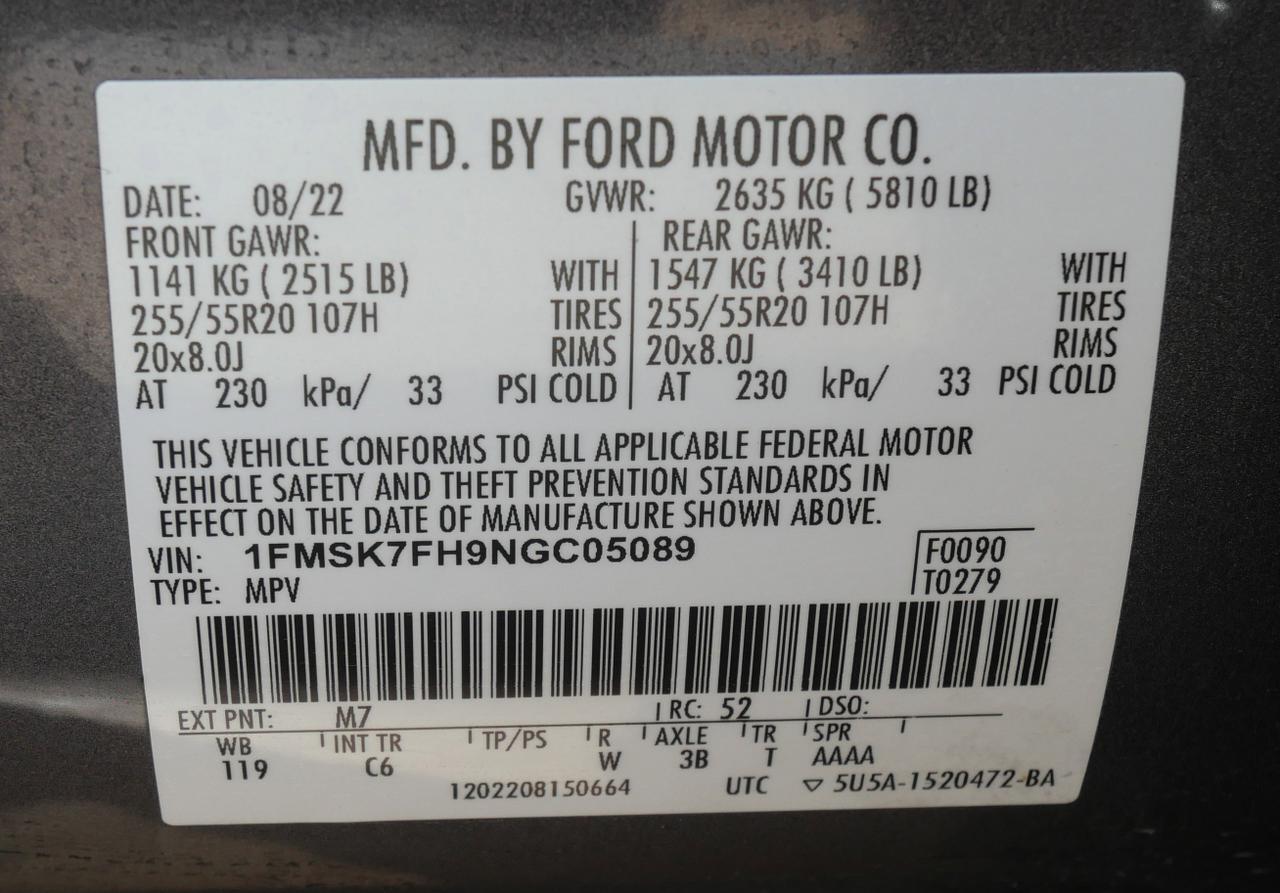 MFD. BY FORD MOTOR CO.
DATE: 08/22 GVWR: 2635 KG ( 5810 LB)
FRONT GAWR: REAR GAWR:
1141 KG ( 2515 LB) WITH 1547 KG ( 3410 LB) WITH
255/55R20 107H TIRES 255/55R20 107H TIRES
20x8.0J RIMS 20x8.0J RIMS
AT 230 kPa/ 33 PSI COLD AT 230 kPa/ 33 PSI COLD
THIS VEHICLE CONFORMS TO ALL APPLICABLE FEDERAL MOTOR
VEHICLE SAFETY AND THEFT PREVENTION STANDARDS IN
EFFECT ON THE DATE OF MANUFACTURE SHOWN ABOVE.
VIN: 1FMSK7FH9NGC05089 F0090
TYPE: MPV T0279
EXT PNT: M7 RC: 52 DSO:
WB INT TR TP/PS R AXLE TR SPR
119 C6 W 3B T AAAA
1202208150664 UTC ▽ 5U5A-1520472-BA